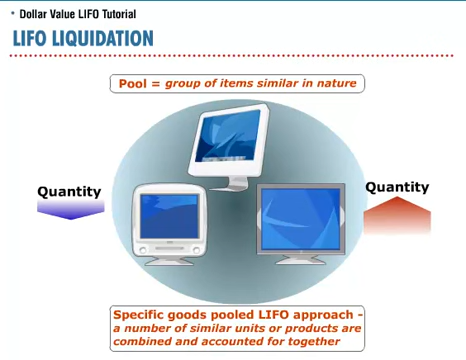 • Dollar Value LIFO Tutorial
LIFO LIQUIDATION
Pool = group of items similar in nature
Quantity
Quantity
Specific goods pooled LIFO approach -
a number of similar units or products are
combined and accounted for together